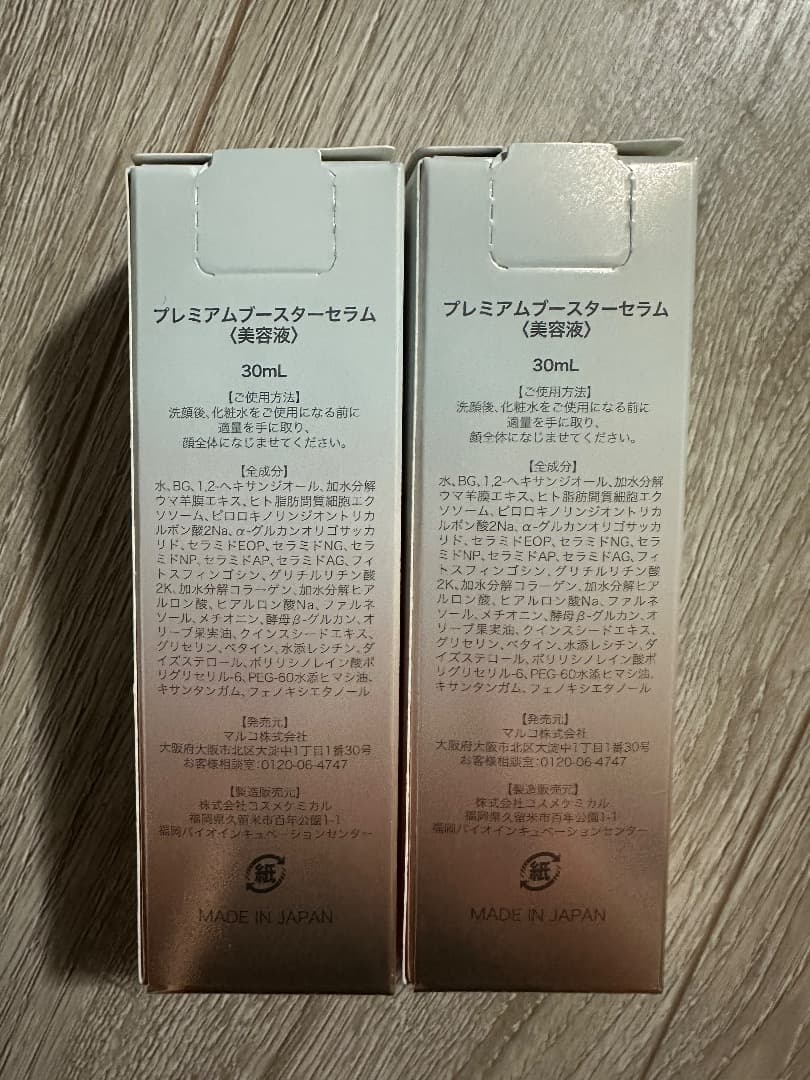 プレミアムブースターセラム
〈美容液〉
30mL
【ご使用方法】
洗顔後、化粧水をご使用になる前に
適量を手に取り、
顔全体になじませてください。
【全成分】
水、BG、1,2-ヘキサンジオール、加水分解
ウマ羊膜エキス、ヒト脂肪間質細胞エク
ソソーム、ピロロキノリンジオントリカ
ルボン酸2Na、α-グルカンオリゴサッカ
リド、セラミドEOP、セラミドNG、セラ
ミドNP、セラミドAP、セラミドAG、フィ
トスフィンゴシン、グリチルリチン酸
2K、加水分解コラーゲン、加水分解ヒア
ルロン酸、ヒアルロン酸Na、ファルネ
ソール、メチオニン、酵母β-グルカン、オ
リーブ果実油、クインスシードエキス、
グリセリン、ベタイン、水添レシチン、ダ
イズステロール、ポリリシノレイン酸ポ
リグリセリル-6、PEG-60水添ヒマシ油、
キサンタンガム、フェノキシエタノール
【発売元】
マルコ株式会社
大阪府大阪市北区大淀中1丁目1番30号
お客様相談室:0120-06-4747
【製造販売元】
株式会社コスメケミカル
福岡県久留米市百年公園1-1
福岡バイオインキュベーションセンター
紙
MADE IN JAPAN
プレミアムブースターセラム
〈美容液〉
30mL
【ご使用方法】
洗顔後、化粧水をご使用になる前に
適量を手に取り、
顔全体になじませてください。
【全成分】
水、BG、1,2-ヘキサンジオール、加水分解
ウマ羊膜エキス、ヒト脂肪間質細胞エク
ソソーム、ピロロキノリンジオントリカ
ルボン酸2Na、α-グルカンオリゴサッカ
リド、セラミドEOP、セラミドNG、セラ
ミドNP、セラミドAP、セラミドAG、フィ
トスフィンゴシン、グリチルリチン酸
2K、加水分解コラーゲン、加水分解ヒア
ルロン酸、ヒアルロン酸Na、ファルネ
ソール、メチオニン、酵母β-グルカン、オ
リーブ果実油、クインスシードエキス、
グリセリン、ベタイン、水添レシチン、ダ
イズステロール、ポリリシノレイン酸ポ
リグリセリル-6、PEG-60水添ヒマシ油、
キサンタンガム、フェノキシエタノール
【発売元】
マルコ株式会社
大阪府大阪市北区大淀中1丁目1番30号
お客様相談室:0120-06-4747
【製造販売元】
株式会社コスメケミカル
福岡県久留米市百年公園1-1
福岡バイオインキュベーションセンター
紙
MADE IN JAPAN